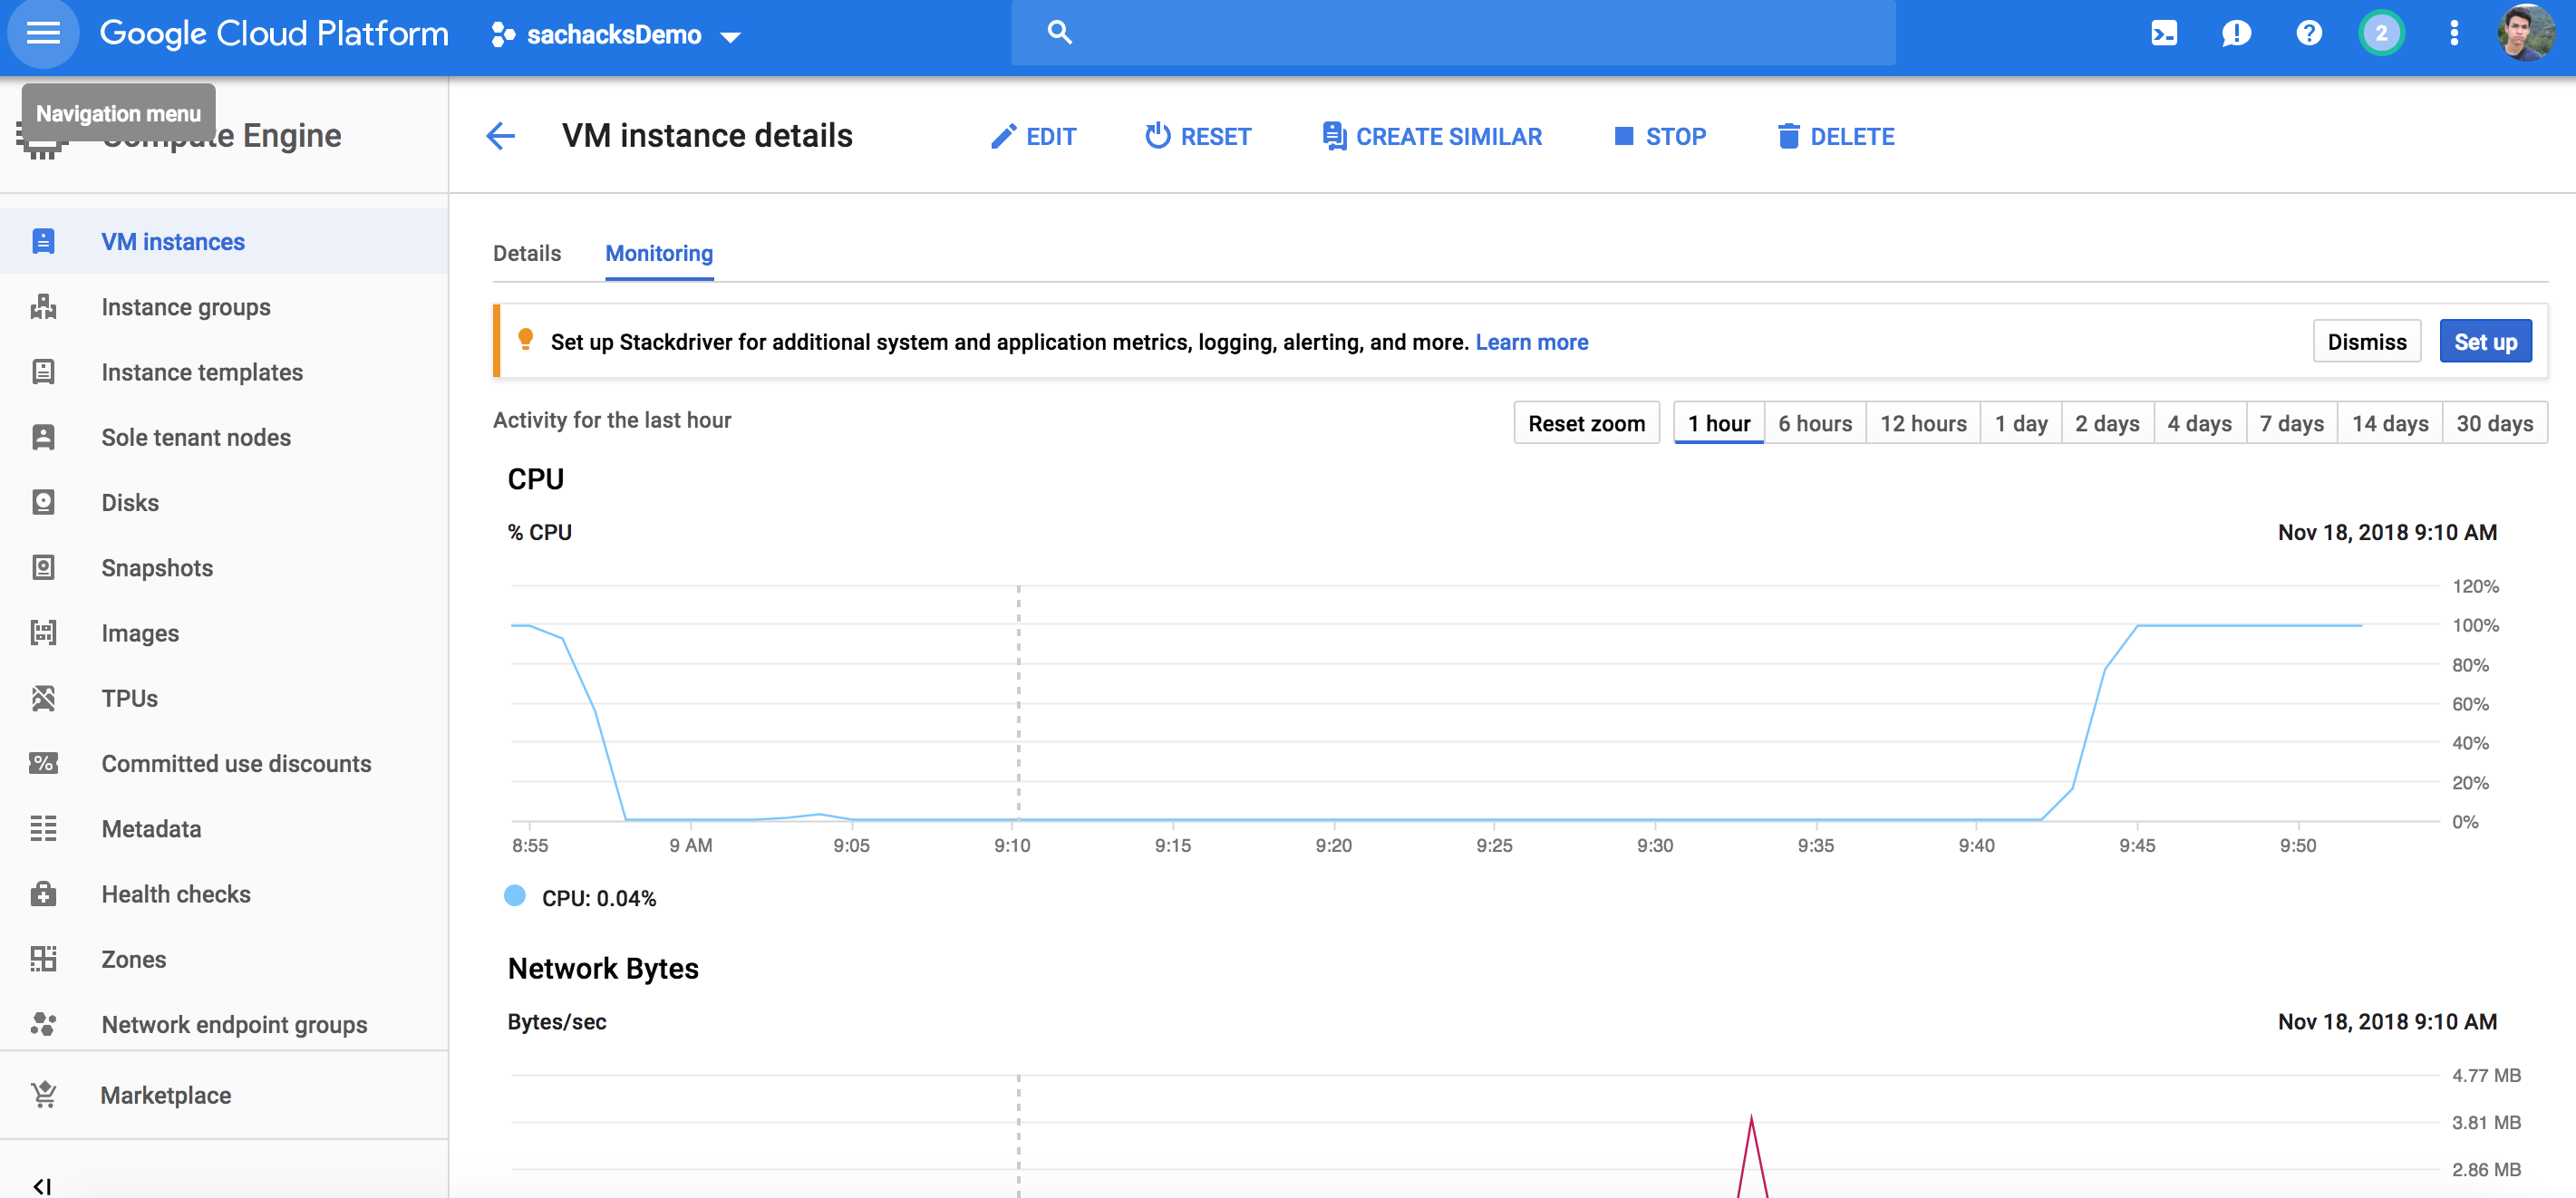 Google Cloud Platform
sachacksDemo
2
Navigation menu
Compute Engine
VM instances
Instance groups
Instance templates
Sole tenant nodes
Disks
Snapshots
Images
TPUs
Committed use discounts
Metadata
Health checks
Zones
Network endpoint groups
Marketplace
VM instance details
EDIT
RESET
CREATE SIMILAR
STOP
DELETE
Details Monitoring
Set up Stackdriver for additional system and application metrics, logging, alerting, and more. Learn more
Dismiss
Set up
Activity for the last hour
Reset zoom
1 hour 6 hours 12 hours 1 day 2 days 4 days 7 days 14 days 30 days
CPU
% CPU
Nov 18, 2018 9:10 AM
120%
100%
80%
60%
40%
20%
0%
8:55 9 AM 9:05 9:10 9:15 9:20 9:25 9:30 9:35 9:40 9:45 9:50
CPU: 0.04%
Network Bytes
Bytes/sec
Nov 18, 2018 9:10 AM
4.77 MB
3.81 MB
2.86 MB